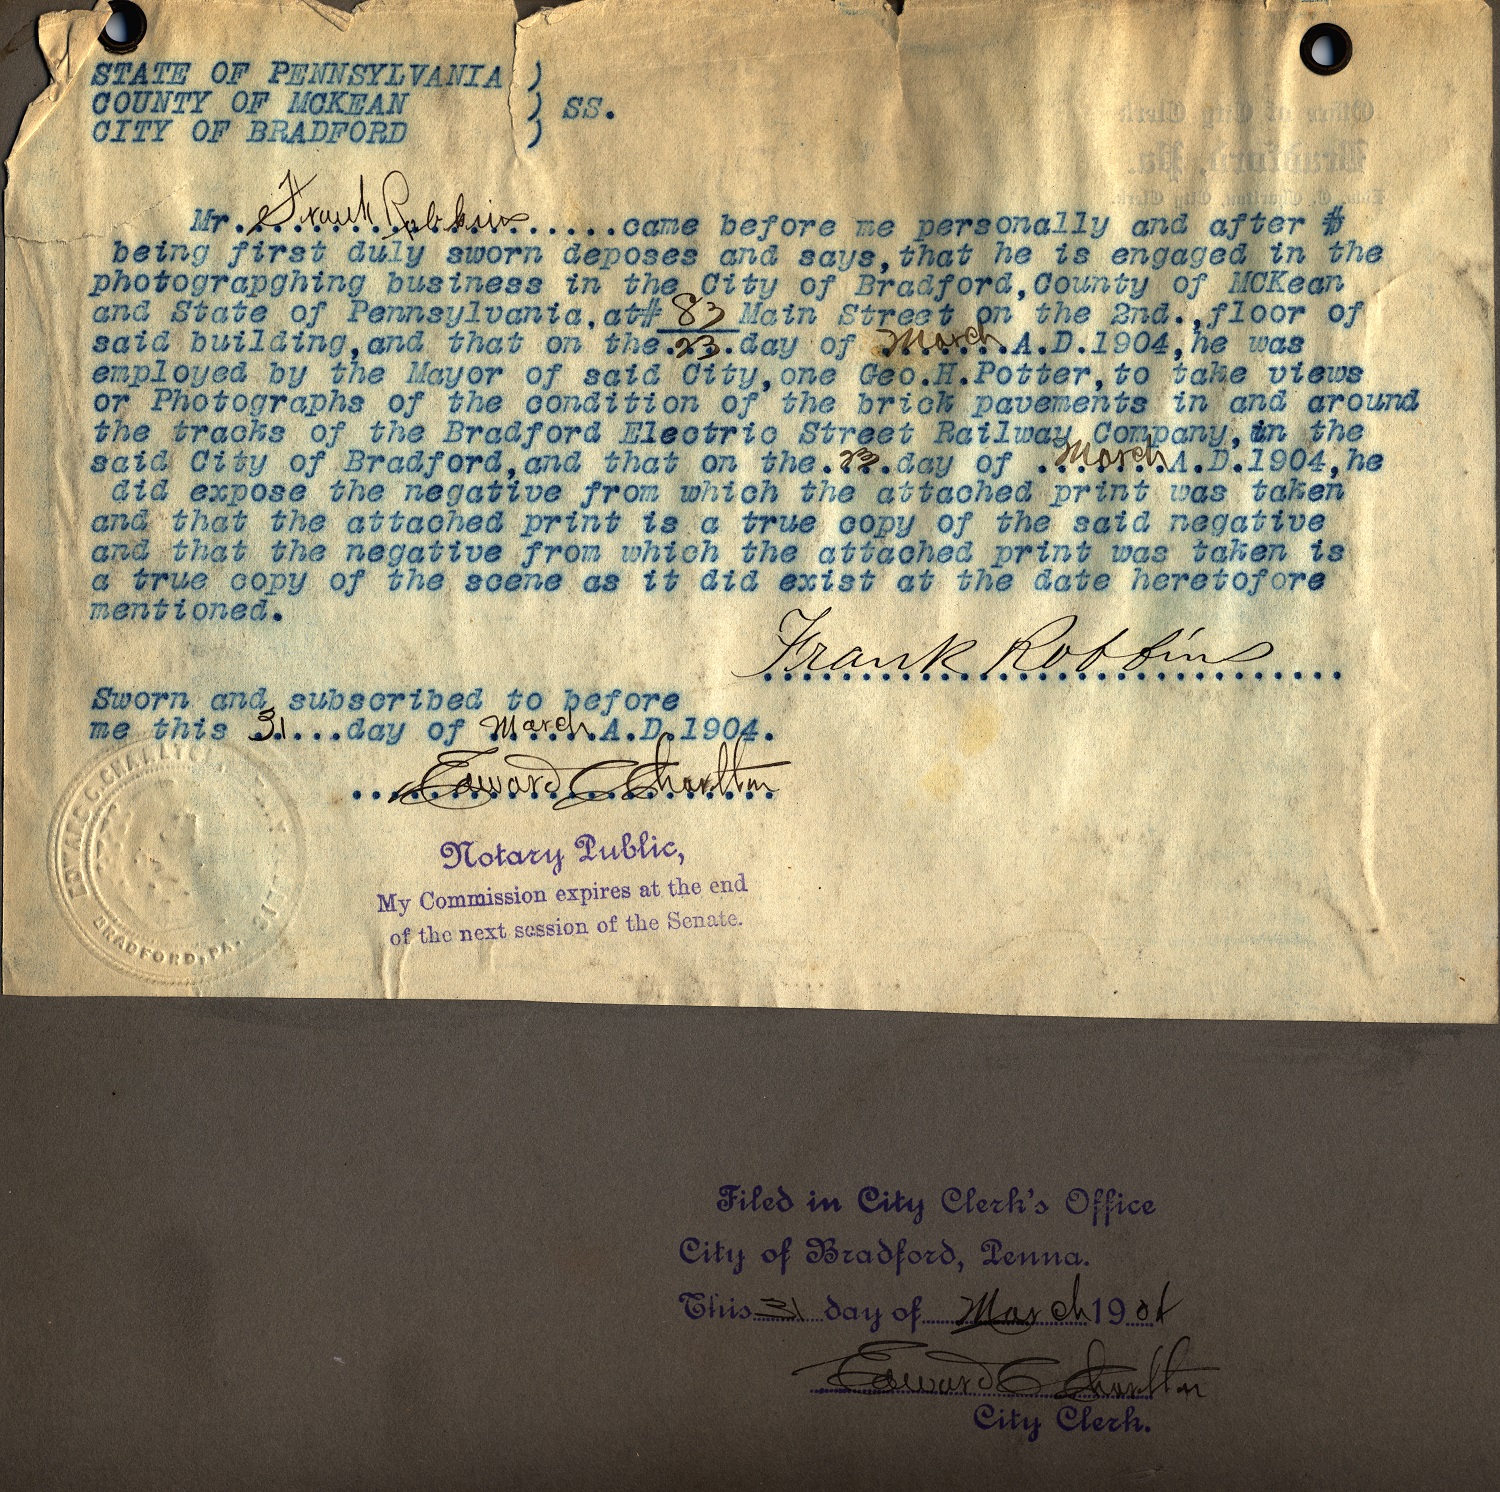 STATE OF PENNSYLVANIA )
COUNTY OF MCKEAN ) SS.
CITY OF BRADFORD )
Mr. Frank Robbins ......came before me personally and after #
being first duly sworn deposes and says,that he is engaged in the
photograpghing business in the City of Bradford,County of MCKean
and State of Pennsylvania,at# 83 Main Street on the 2nd.,floor of
said building,and that on the.23.day of March A.D.1904,he was
employed by the Mayor of said City,one Geo.H.Potter,to take views
or Photographs of the condition of the brick pavements in and around
the tracks of the Bradford Electric Street Railway Company,in the
said City of Bradford,and that on the.23.day of .March.A.D.1904,he
did expose the negative from which the attached print was taken
and that the attached print is a true copy of the said negative
and that the negative from which the attached print was taken is
a true copy of the scene as it did exist at the date heretofore
mentioned.
Frank Robbins
Sworn and subscribed to before
me this 31...day of March.A.D.1904.
Edward C Charlton
Notary Public,
My Commission expires at the end
of the next session of the Senate.
BRADFORD, PA.
Filed in City Clerk's Office
City of Bradford, Penna.
This 31 day of March 1904
Edward C Charlton
City Clerk.